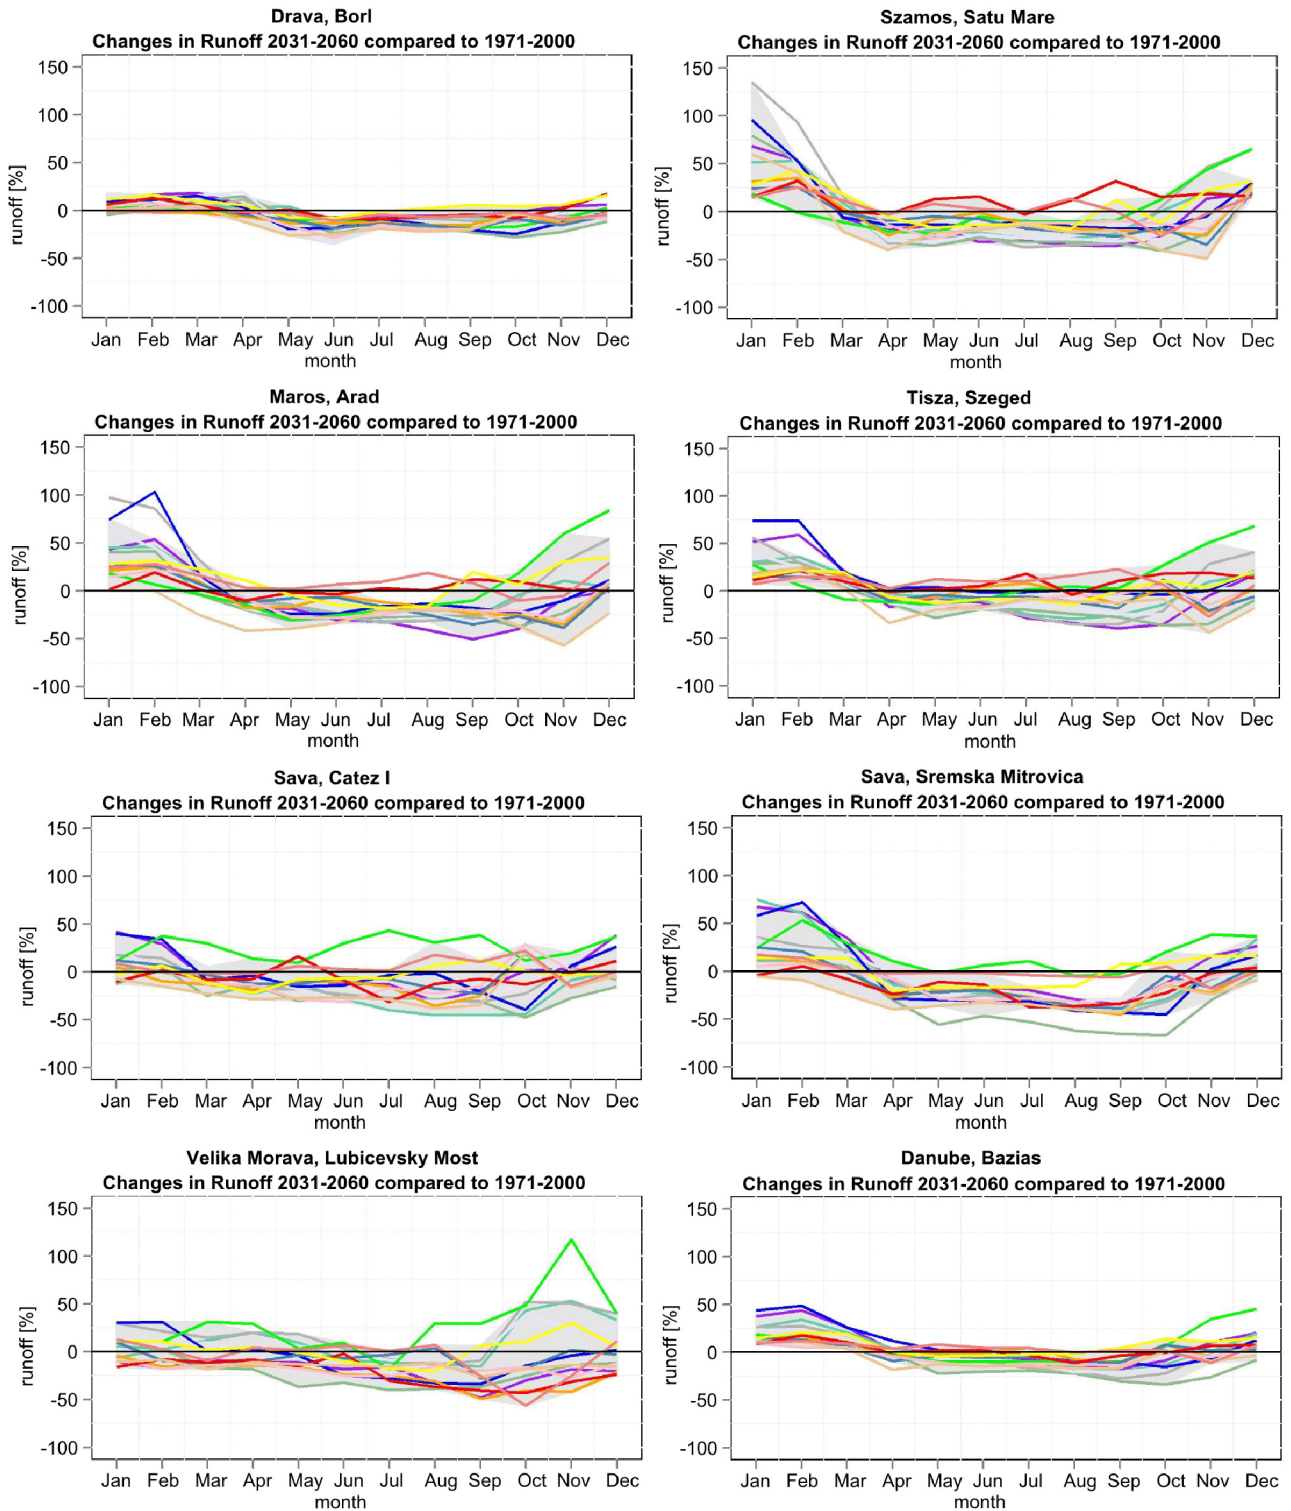 Drava, Borl
Changes in Runoff 2031-2060 compared to 1971-2000
150
100
50
0
-50
-100
runoff [%]
Jan Feb Mar Apr May Jun Jul Aug Sep Oct Nov Dec
month
Szamos, Satu Mare
Changes in Runoff 2031-2060 compared to 1971-2000
150
100
50
0
-50
-100
runoff [%]
Jan Feb Mar Apr May Jun Jul Aug Sep Oct Nov Dec
month
Maros, Arad
Changes in Runoff 2031-2060 compared to 1971-2000
150
100
50
0
-50
-100
runoff [%]
Jan Feb Mar Apr May Jun Jul Aug Sep Oct Nov Dec
month
Tisza, Szeged
Changes in Runoff 2031-2060 compared to 1971-2000
150
100
50
0
-50
-100
runoff [%]
Jan Feb Mar Apr May Jun Jul Aug Sep Oct Nov Dec
month
Sava, Catez I
Changes in Runoff 2031-2060 compared to 1971-2000
150
100
50
0
-50
-100
runoff [%]
Jan Feb Mar Apr May Jun Jul Aug Sep Oct Nov Dec
month
Sava, Sremska Mitrovica
Changes in Runoff 2031-2060 compared to 1971-2000
150
100
50
0
-50
-100
runoff [%]
Jan Feb Mar Apr May Jun Jul Aug Sep Oct Nov Dec
month
Velika Morava, Lubicevsky Most
Changes in Runoff 2031-2060 compared to 1971-2000
150
100
50
0
-50
-100
runoff [%]
Jan Feb Mar Apr May Jun Jul Aug Sep Oct Nov Dec
month
Danube, Bazias
Changes in Runoff 2031-2060 compared to 1971-2000
150
100
50
0
-50
-100
runoff [%]
Jan Feb Mar Apr May Jun Jul Aug Sep Oct Nov Dec
month